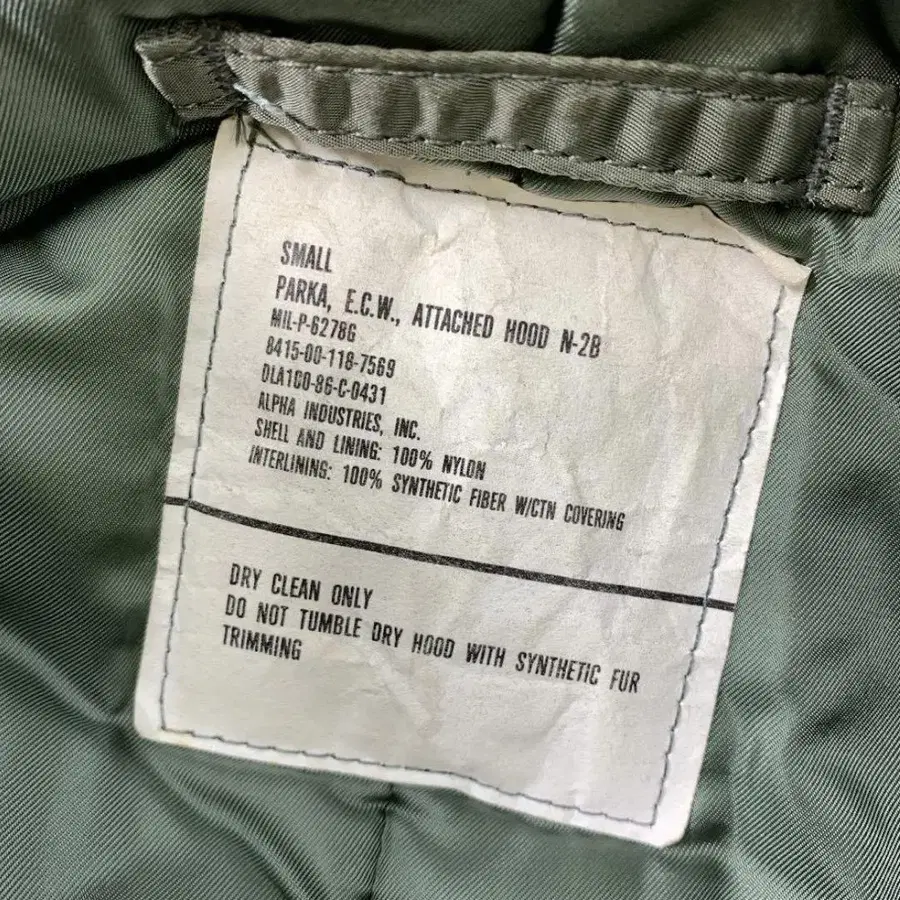 SMALL
PARKA, E.C.W., ATTACHED HOOD N-2B
MIL-P-6278G
8415-00-118-7569
DLA100-86-C-0431
ALPHA INDUSTRIES, INC.
SHELL AND LINING: 100% NYLON
INTERLINING: 100% SYNTHETIC FIBER W/CTN COVERING
DRY CLEAN ONLY
DO NOT TUMBLE DRY HOOD WITH SYNTHETIC FUR
TRIMMING